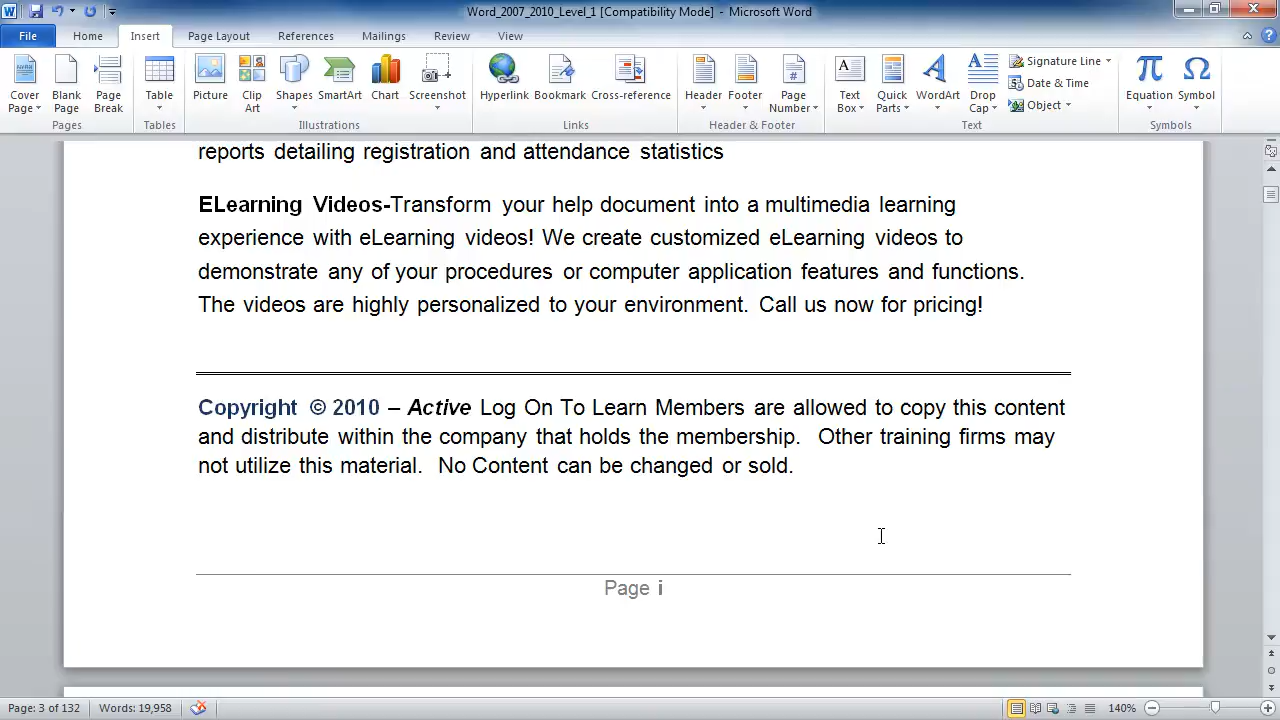 Word_2007_2010_Level_1 [Compatibility Mode] - Microsoft Word
File Home Insert Page Layout References Mailings Review View
Cover Page Blank Page Page Break Table Picture Clip Art Shapes SmartArt Chart Screenshot Hyperlink Bookmark Cross-reference Header Footer Page Number Text Box Quick Parts WordArt Drop Cap Signature Line Date & Time Object Equation Symbol
Pages Tables Illustrations Links Header & Footer Text Symbols
reports detailing registration and attendance statistics
ELearning Videos-Transform your help document into a multimedia learning
experience with eLearning videos! We create customized eLearning videos to
demonstrate any of your procedures or computer application features and functions.
The videos are highly personalized to your environment. Call us now for pricing!
Copyright © 2010 – Active Log On To Learn Members are allowed to copy this content
and distribute within the company that holds the membership. Other training firms may
not utilize this material. No Content can be changed or sold.
Page i
Page: 3 of 132 Words: 19,958 140%